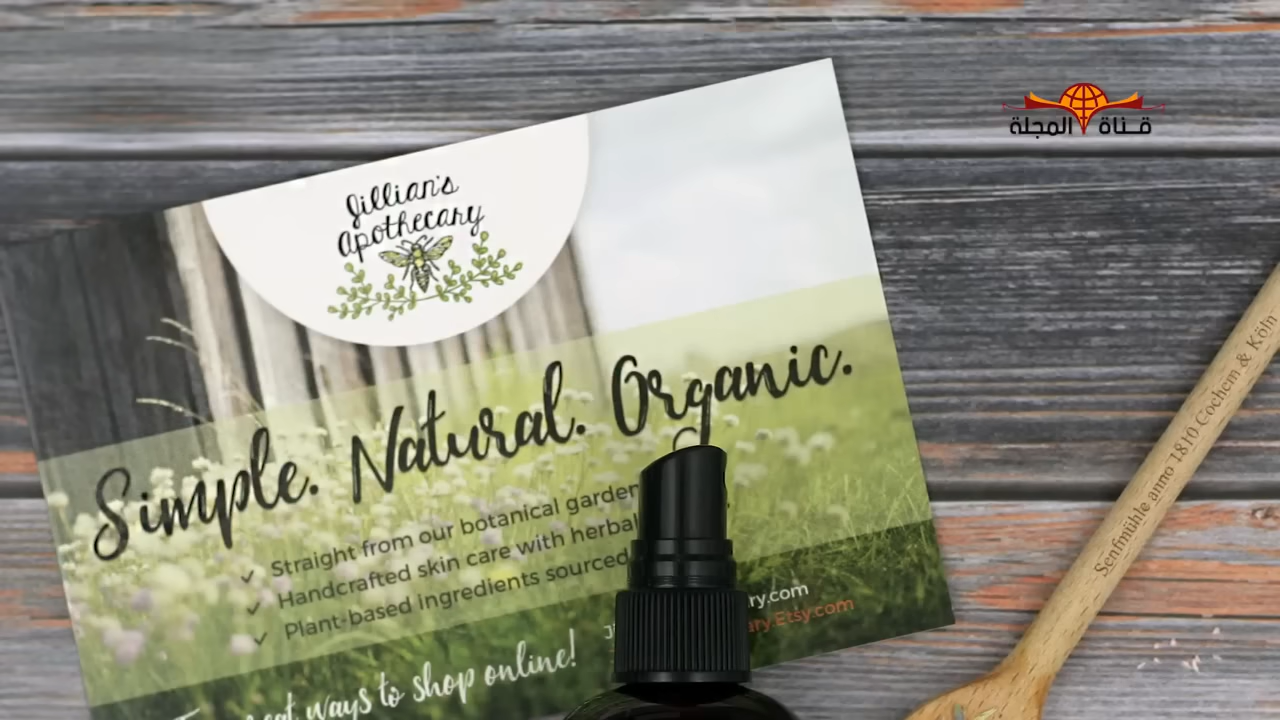 قناة المجلة
Jillian's
Apothecary
Simple. Natural. Organic.
Straight from our botanical garden
Handcrafted skin care with herbal
Plant-based ingredients sourced
ways to shop online!
ry.com
ary.Etsy.com
Senfmühle anno 1810 Cochem & Köln